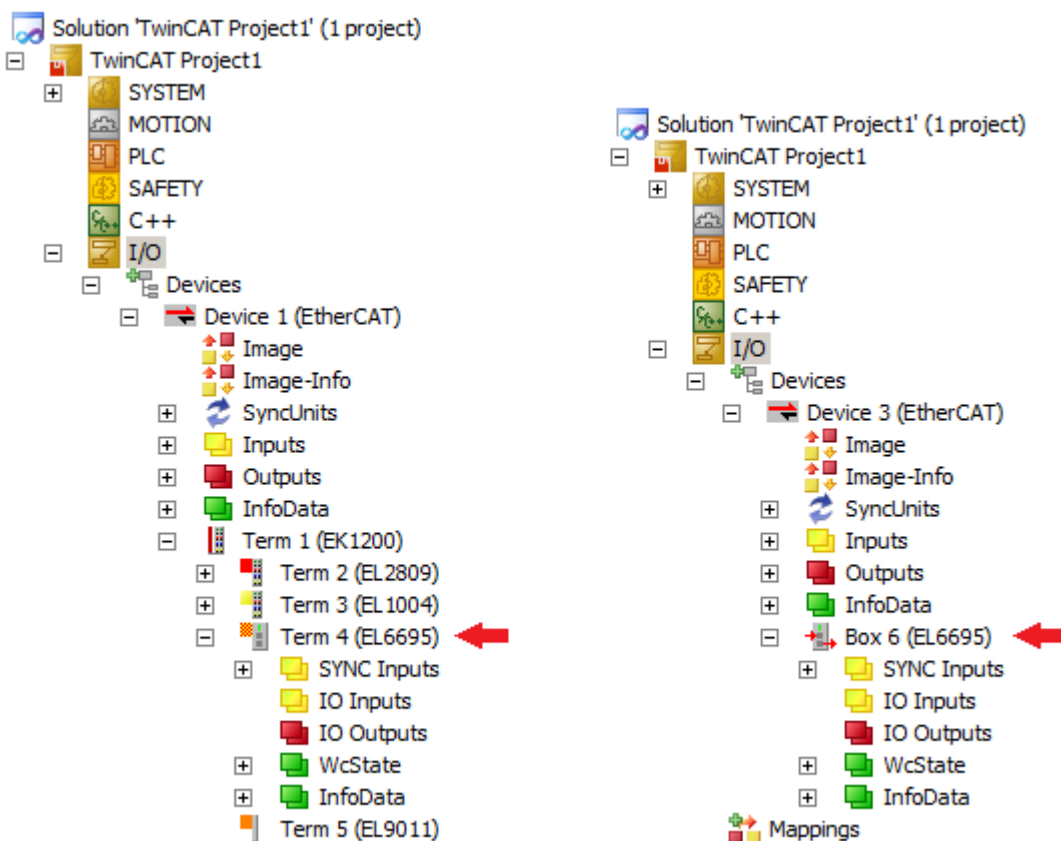 Solution 'TwinCAT Project1' (1 project)
TwinCAT Project1
SYSTEM
MOTION
PLC
SAFETY
C++
I/O
Devices
Device 1 (EtherCAT)
Image
Image-Info
SyncUnits
Inputs
Outputs
InfoData
Term 1 (EK1200)
Term 2 (EL2809)
Term 3 (EL1004)
Term 4 (EL6695)
SYNC Inputs
IO Inputs
IO Outputs
WcState
InfoData
Term 5 (EL9011)
Solution 'TwinCAT Project1' (1 project)
TwinCAT Project1
SYSTEM
MOTION
PLC
SAFETY
C++
I/O
Devices
Device 3 (EtherCAT)
Image
Image-Info
SyncUnits
Inputs
Outputs
InfoData
Box 6 (EL6695)
SYNC Inputs
IO Inputs
IO Outputs
WcState
InfoData
Mappings